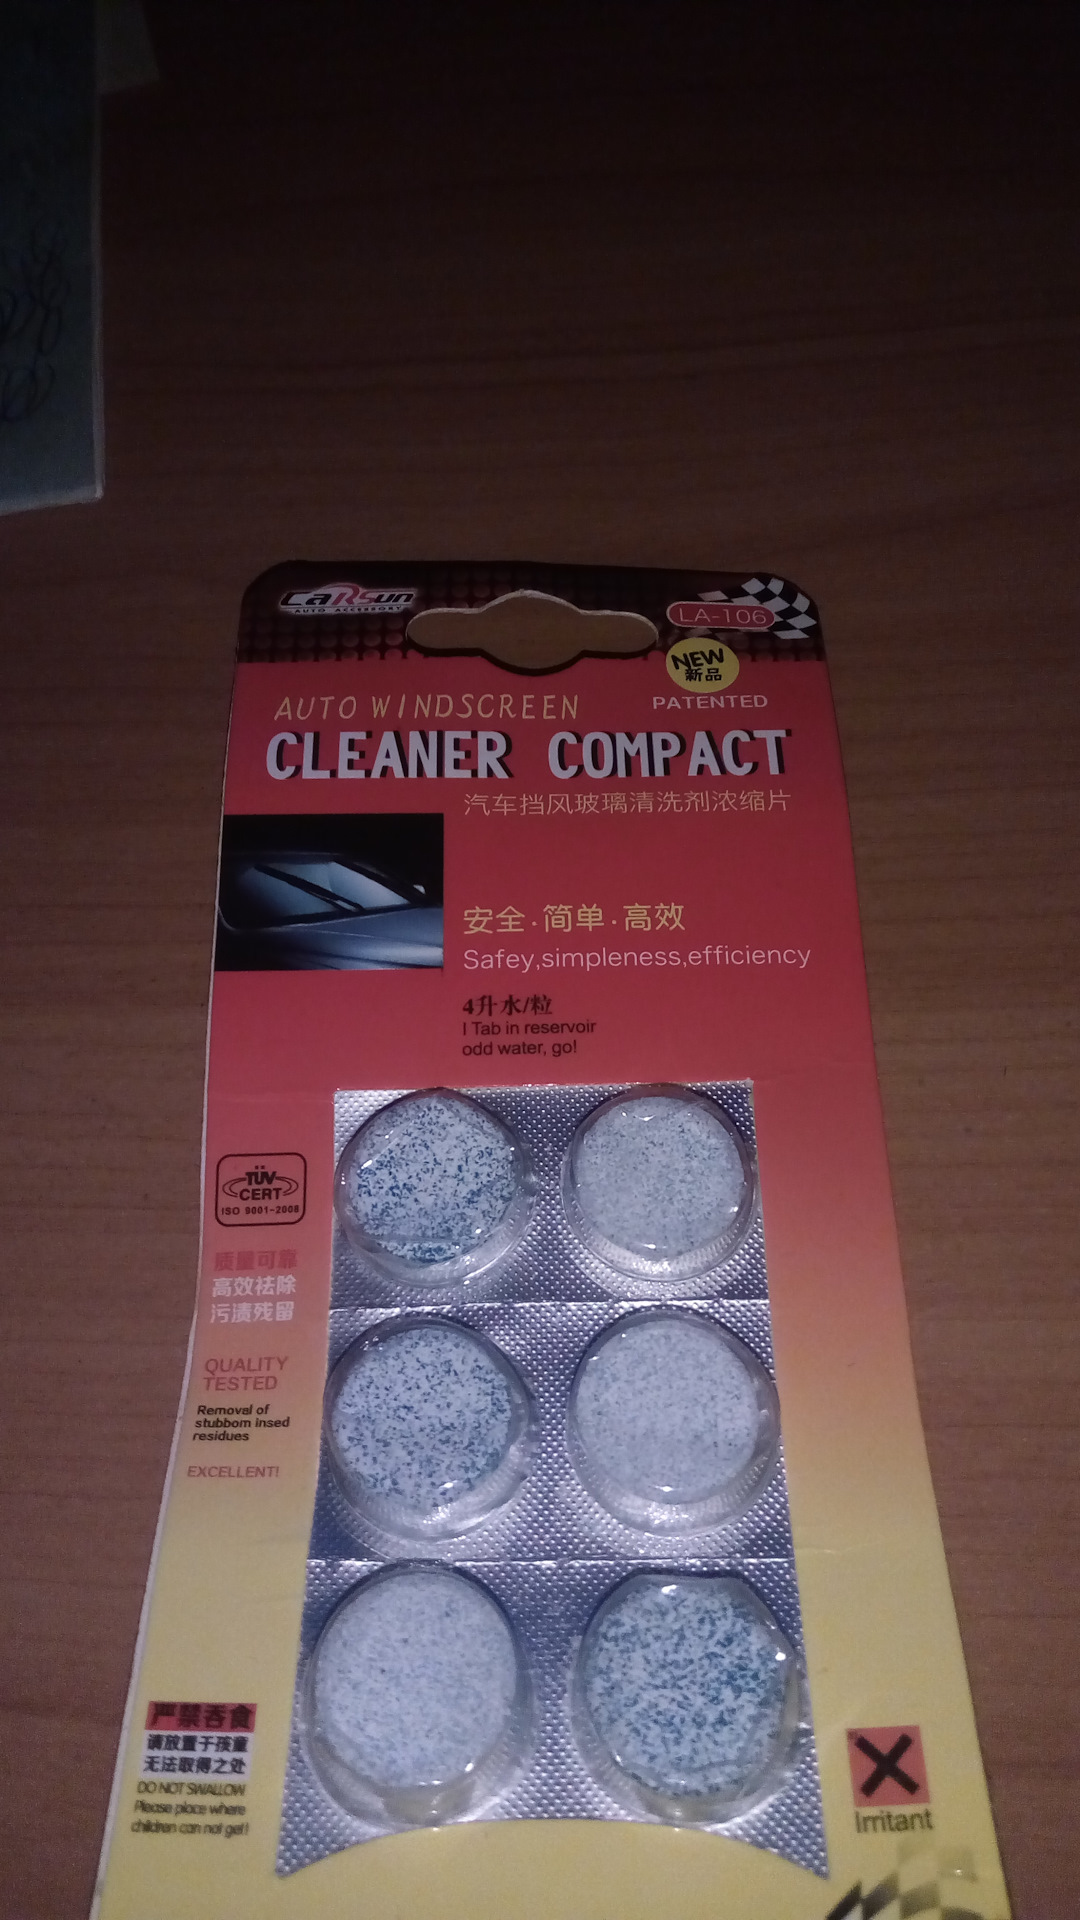 CaRSun
AUTO ACCESSORY
LA-106
NEW
新品
PATENTED
AUTO WINDSCREEN
CLEANER COMPACT
汽车挡风玻璃清洗剂浓缩片
安全·简单·高效
Safey,simpleness,efficiency
4升水/粒
I Tab in reservoir
odd water, go!
TÜV
CERT
ISO 9001-2008
质量可靠
高效祛除
污渍残留
QUALITY
TESTED
Removal of
stubbom insed
residues
EXCELLENT!
严禁吞食
请放置于孩童
无法取得之处
DO NOT SWALLOW
Please place where
children can not get!
Irritant